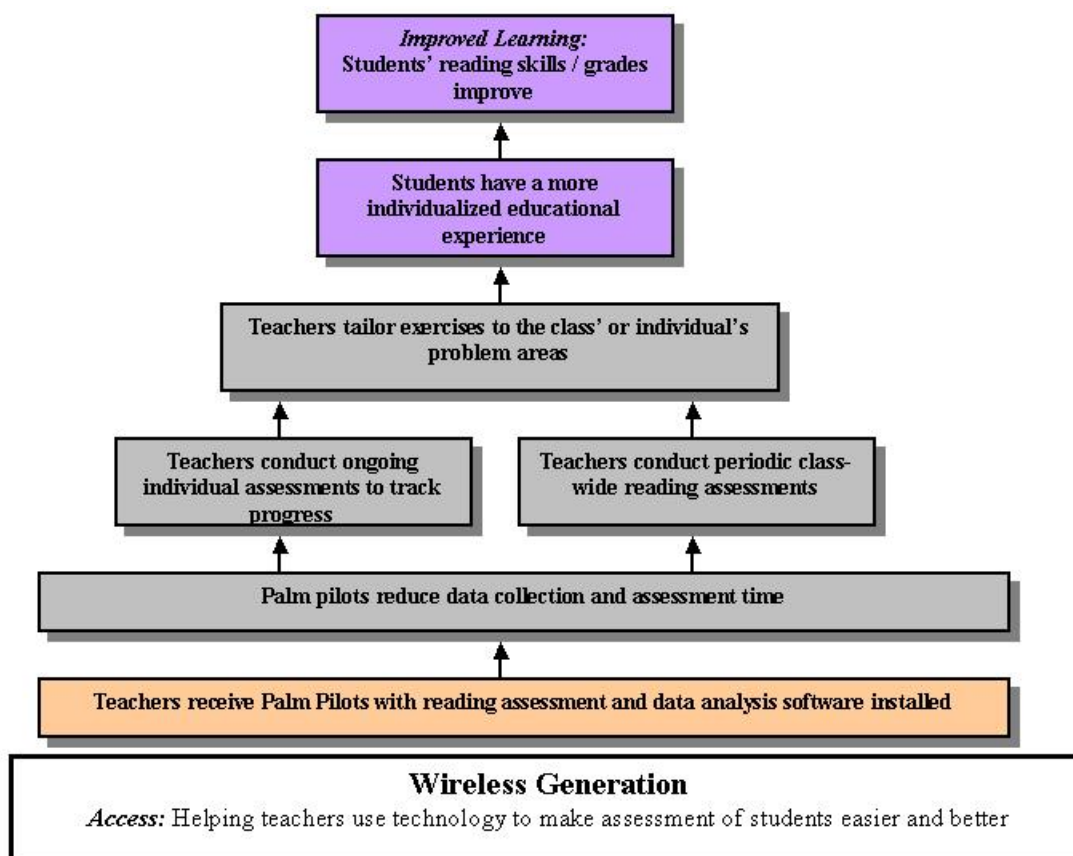 Improved Learning:
Students' reading skills / grades
improve
Students have a more
individualized educational
experience
Teachers tailor exercises to the class' or individual's
problem areas
Teachers conduct ongoing
individual assessments to track
progress
Teachers conduct periodic class-
wide reading assessments
Palm pilots reduce data collection and assessment time
Teachers receive Palm Pilots with reading assessment and data analysis software installed
Wireless Generation
Access: Helping teachers use technology to make assessment of students easier and better